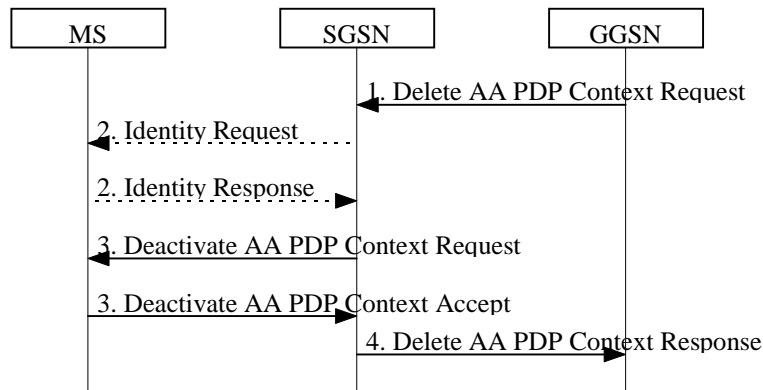 MS SGSN GGSN
1. Delete AA PDP Context Request
2. Identity Request
2. Identity Response
3. Deactivate AA PDP Context Request
3. Deactivate AA PDP Context Accept
4. Delete AA PDP Context Response